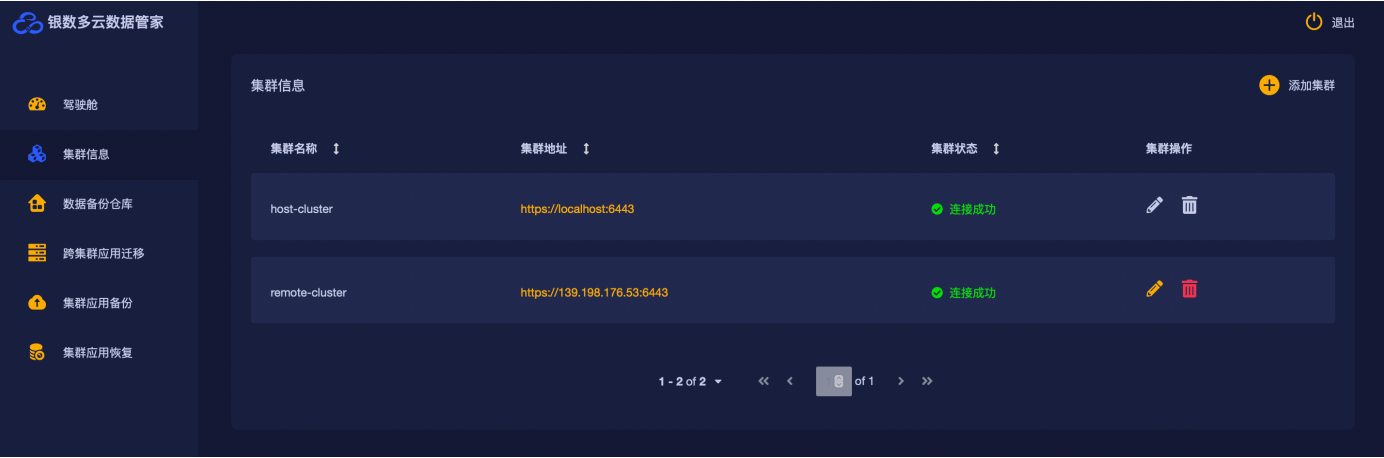 银数多云数据管家
退出
驾驶舱
集群信息
数据备份仓库
跨集群应用迁移
集群应用备份
集群应用恢复
集群信息
添加集群
集群名称 集群地址 集群状态 集群操作
host-cluster https://localhost:6443 连接成功
remote-cluster https://139.198.176.53:6443 连接成功
1 - 2 of 2 of 1